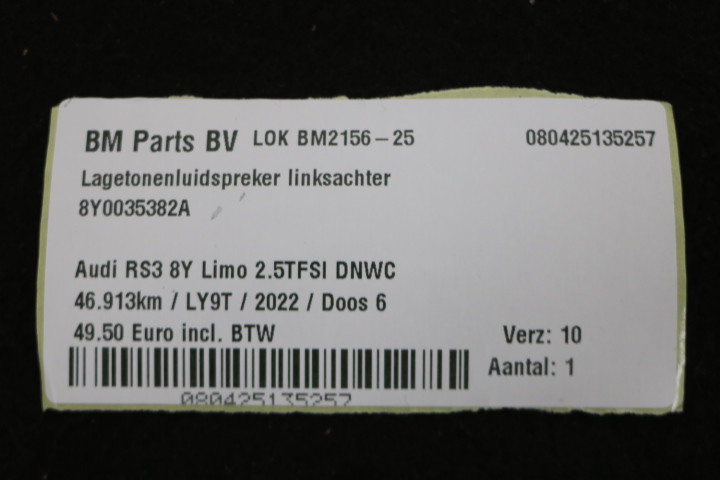 BM Parts BV LOK BM2156-25 080425135257
Lagetonenluidspreker linksachter
8Y0035382A
Audi RS3 8Y Limo 2.5TFSI DNWC
46.913km / LY9T / 2022 / Doos 6
49.50 Euro incl. BTW Verz: 10
Aantal: 1
080425135257